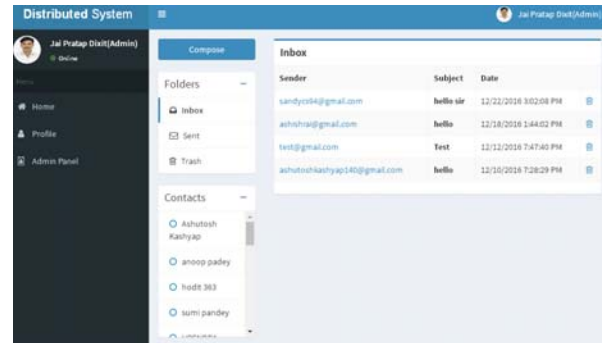 Distributed System
Jai Pratap Dixit(Admin)
Jai Pratap Dixit(Admin)
Online
Menu
Home
Profile
Admin Panel
Compose
Folders
Inbox
Sent
Trash
Contacts
Ashutosh
Kashyap
anoop padey
hodit 363
sumi pandey
Inbox
Sender Subject Date
sandycs94@gmail.com hello sir 12/22/2016 3:02:08 PM
ashishrai@gmail.com hello 12/18/2016 1:44:02 PM
test@gmail.com Test 12/12/2016 7:47:40 PM
ashutoshkashyap140@gmail.com hello 12/10/2016 7:28:29 PM